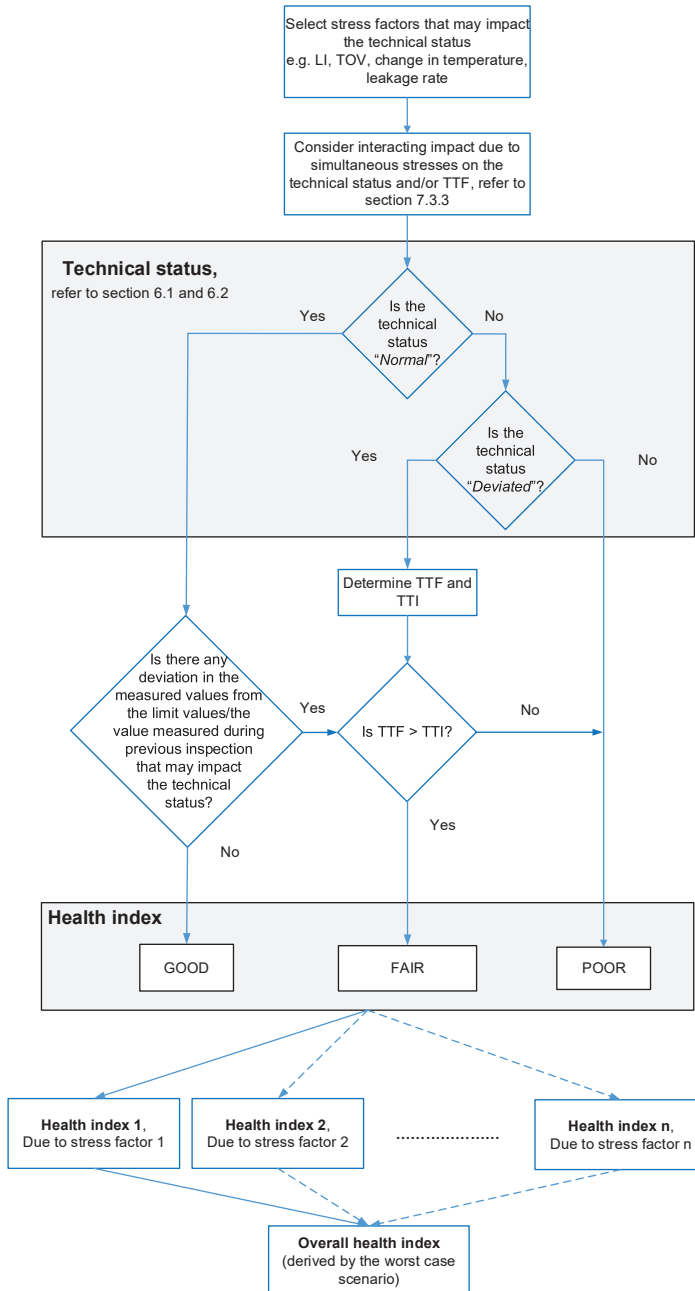 Select stress factors that may impact
the technical status
e.g. LI, TOV, change in temperature,
leakage rate
Consider interacting impact due to
simultaneous stresses on the
technical status and/or TTF, refer to
section 7.3.3
Technical status,
refer to section 6.1 and 6.2
Is the
technical
status
“Normal”?
Yes
No
Is the
technical
status
“Deviated”?
Yes
No
Determine TTF and
TTI
Is there any
deviation in the
measured values from
the limit values/the
value measured during
previous inspection
that may impact
the technical
status?
Yes
Is TTF > TTI?
No
Yes
No
Health index
GOOD
FAIR
POOR
Health index 1,
Due to stress factor 1
Health index 2,
Due to stress factor 2
.....................
Health index n,
Due to stress factor n
Overall health index
(derived by the worst case
scenario)